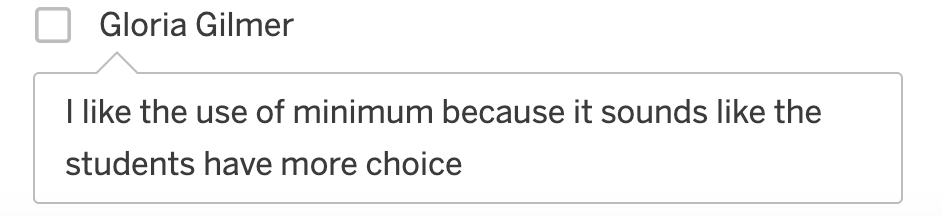 Gloria Gilmer
I like the use of minimum because it sounds like the
students have more choice